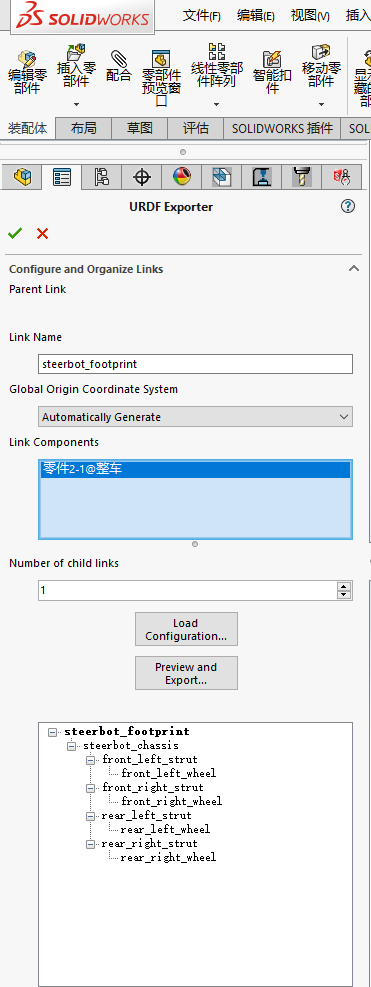 SOLIDWORKS
文件(F)
编辑(E)
视图(V)
插入
编辑零
部件
插入零
部件
配合
零部件
预览窗
口
线性零部
件阵列
智能扣
件
移动零
部件
显示
藏的
部
装配体
布局
草图
评估
SOLIDWORKS 插件
SOL
URDF Exporter
Configure and Organize Links
Parent Link
Link Name
steerbot_footprint
Global Origin Coordinate System
Automatically Generate
Link Components
零件2-1@整车
Number of child links
1
Load
Configuration...
Preview and
Export...
steerbot_footprint
steerbot_chassis
front_left_strut
front_left_wheel
front_right_strut
front_right_wheel
rear_left_strut
rear_left_wheel
rear_right_strut
rear_right_wheel